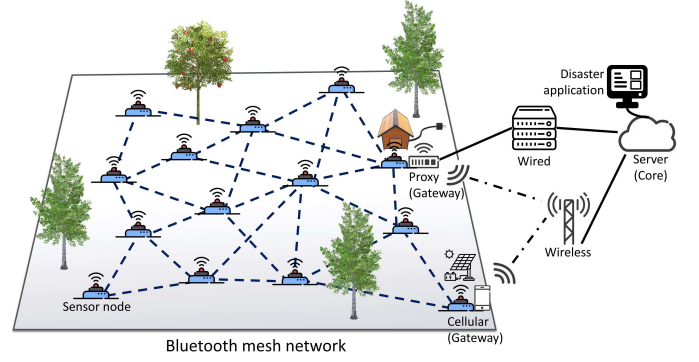 Disaster
application
Wired
Server
(Core)
Proxy
(Gateway)
Wireless
Sensor node
Cellular
(Gateway)
Bluetooth mesh network